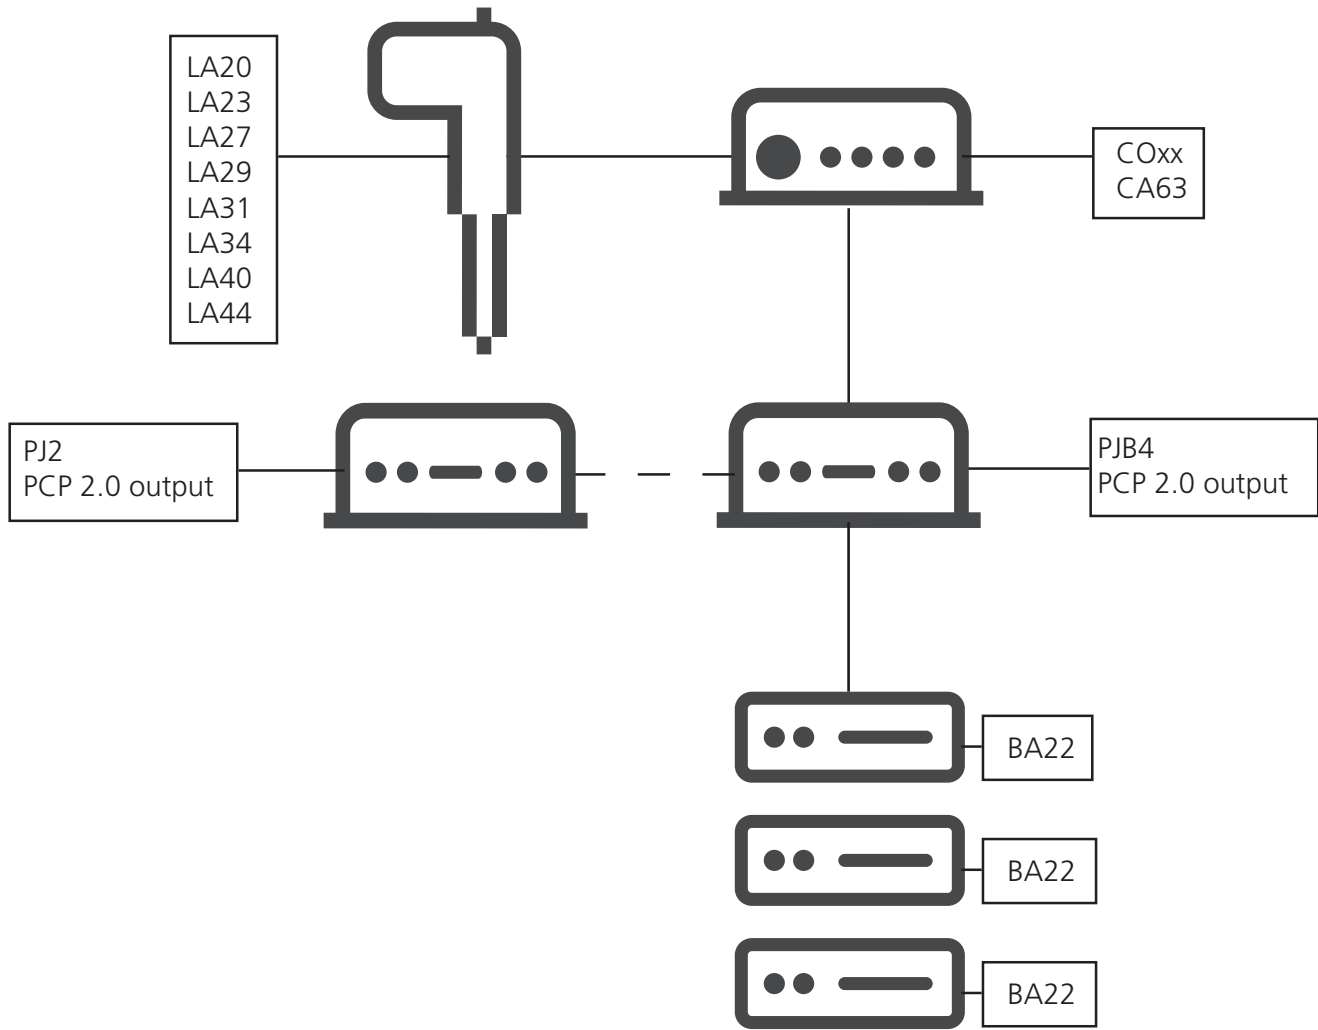 LA20
LA23
LA27
LA29
LA31
LA34
LA40
LA44
COxx
CA63
PJ2
PCP 2.0 output
PJB4
PCP 2.0 output
BA22
BA22
BA22